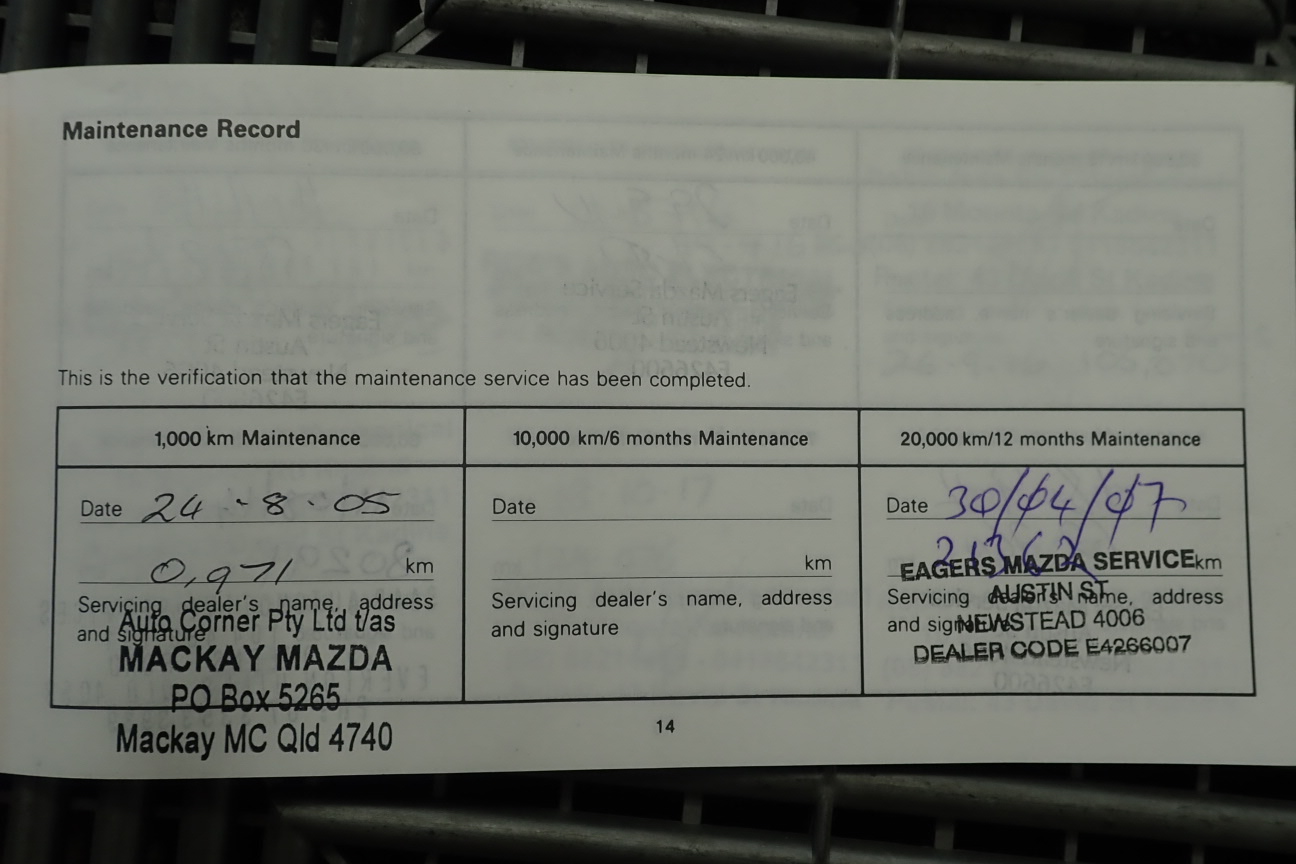 Maintenance Record
This is the verification that the maintenance service has been completed.
1,000 km Maintenance
Date 24 - 8 - 05
0,971 km
Servicing dealer's name, address
and signature
Auto Corner Pty Ltd t/as
MACKAY MAZDA
PO Box 5265
Mackay MC Qld 4740
10,000 km/6 months Maintenance
Date
km
Servicing dealer's name, address
and signature
20,000 km/12 months Maintenance
Date 30/04/07
km
Servicing dealer's name, address
and signature
EAGERS MAZDA SERVICE
AUSTIN ST
NEWSTEAD 4006
DEALER CODE E4266007
14